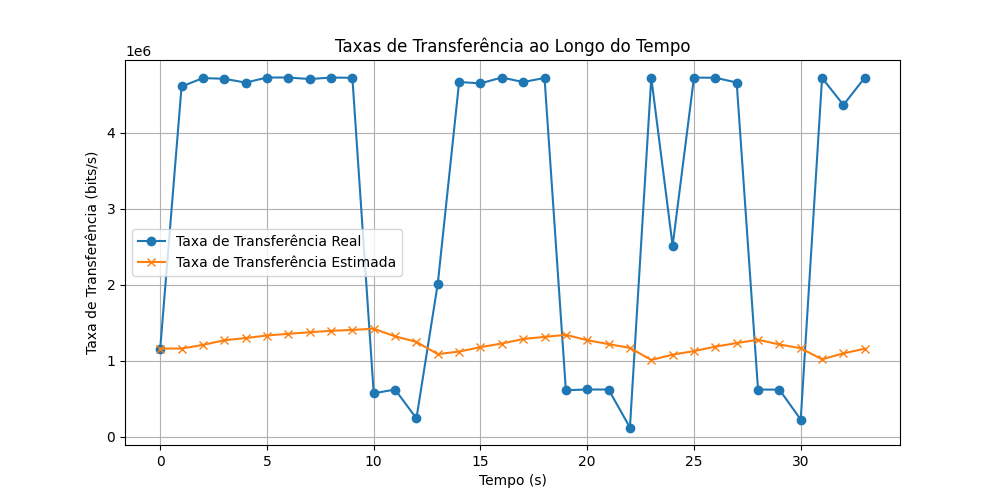 Taxas de Transferência ao Longo do Tempo
1e6
4
3
2
1
0
Taxa de Transferência (bits/s)
Taxa de Transferência Real
Taxa de Transferência Estimada
0 5 10 15 20 25 30
Tempo (s)